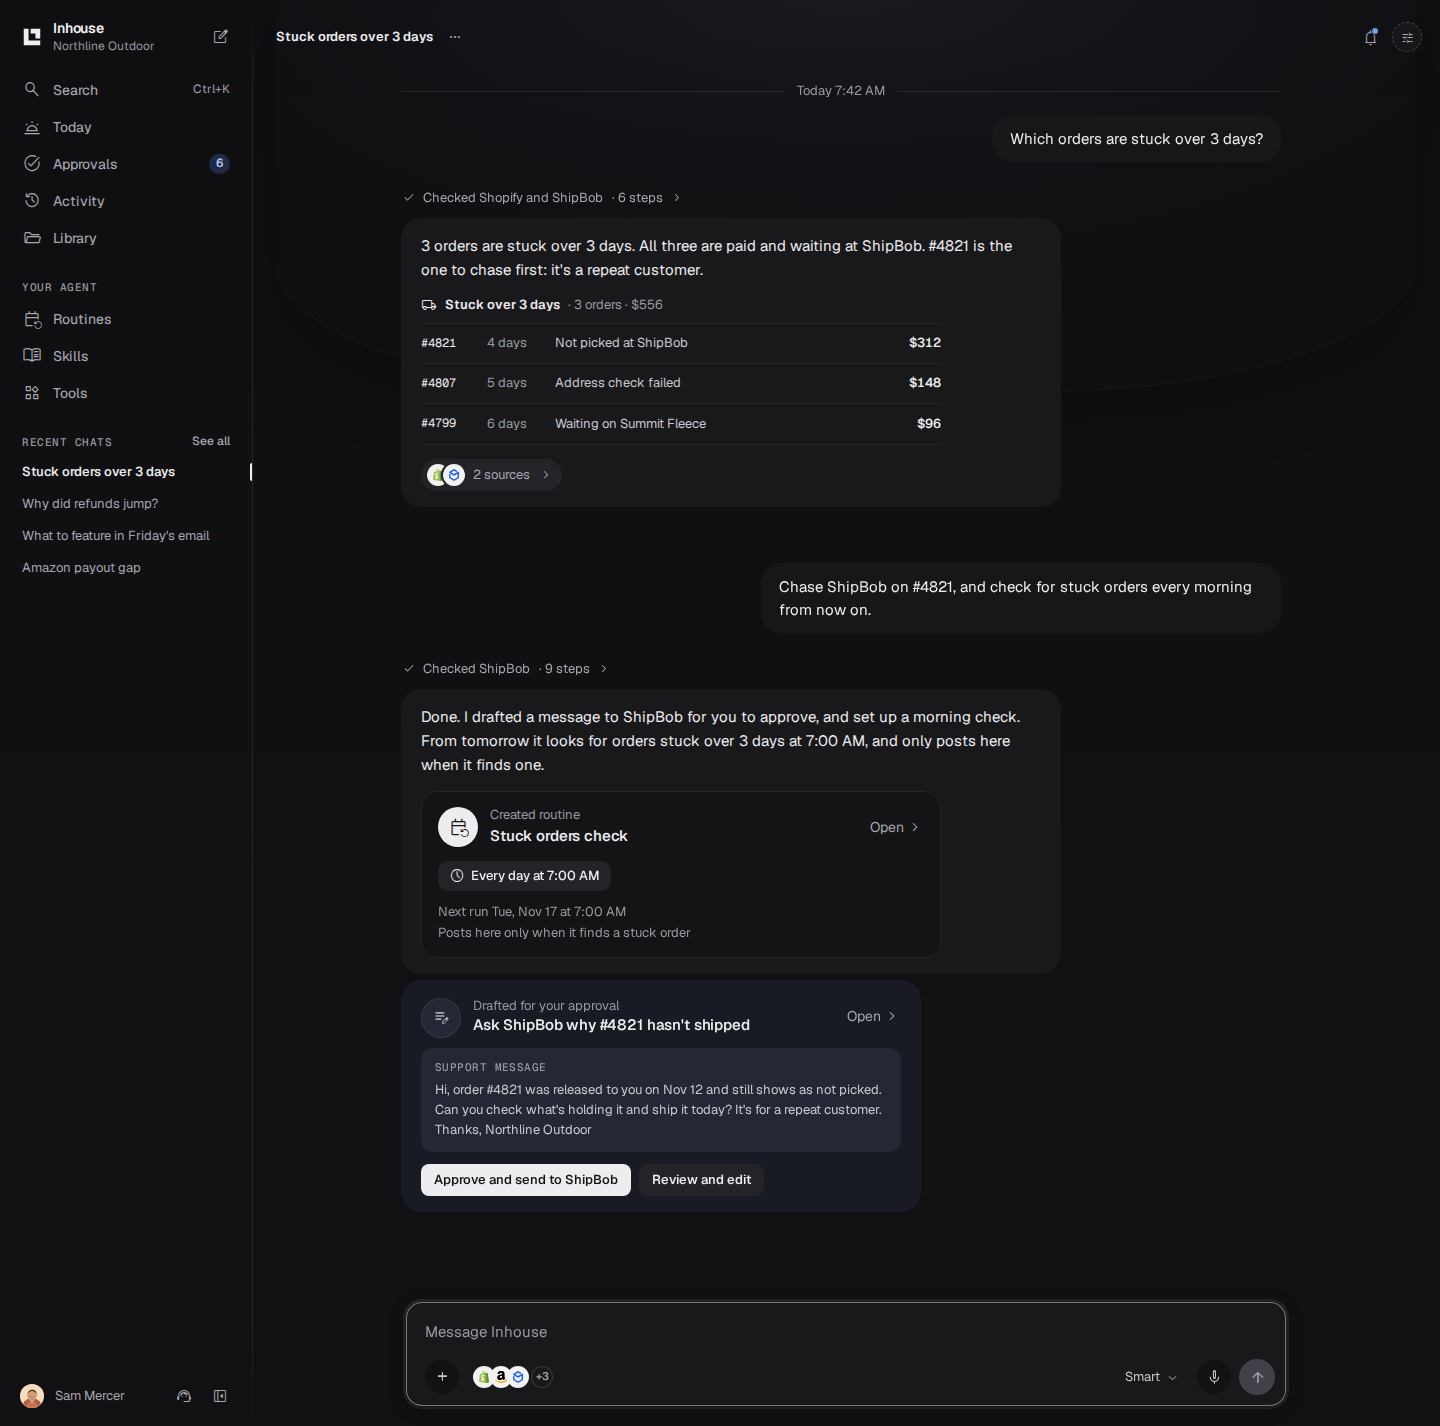 Inhouse
Northline Outdoor
Search Ctrl+K
Today
Approvals 6
Activity
Library
YOUR AGENT
Routines
Skills
Tools
RECENT CHATS See all
Stuck orders over 3 days
Why did refunds jump?
What to feature in Friday's email
Amazon payout gap
Sam Mercer
Stuck orders over 3 days ···
Today 7:42 AM
Which orders are stuck over 3 days?
Checked Shopify and ShipBob · 6 steps
3 orders are stuck over 3 days. All three are paid and waiting at ShipBob. #4821 is the
one to chase first: it's a repeat customer.
Stuck over 3 days · 3 orders · $556
#4821 4 days Not picked at ShipBob $312
#4807 5 days Address check failed $148
#4799 6 days Waiting on Summit Fleece $96
2 sources
Chase ShipBob on #4821, and check for stuck orders every morning
from now on.
Checked ShipBob · 9 steps
Done. I drafted a message to ShipBob for you to approve, and set up a morning check.
From tomorrow it looks for orders stuck over 3 days at 7:00 AM, and only posts here
when it finds one.
Created routine
Stuck orders check
Open
Every day at 7:00 AM
Next run Tue, Nov 17 at 7:00 AM
Posts here only when it finds a stuck order
Drafted for your approval
Ask ShipBob why #4821 hasn't shipped
Open
SUPPORT MESSAGE
Hi, order #4821 was released to you on Nov 12 and still shows as not picked.
Can you check what's holding it and ship it today? It's for a repeat customer.
Thanks, Northline Outdoor
Approve and send to ShipBob Review and edit
Message Inhouse
+ a +3 Smart